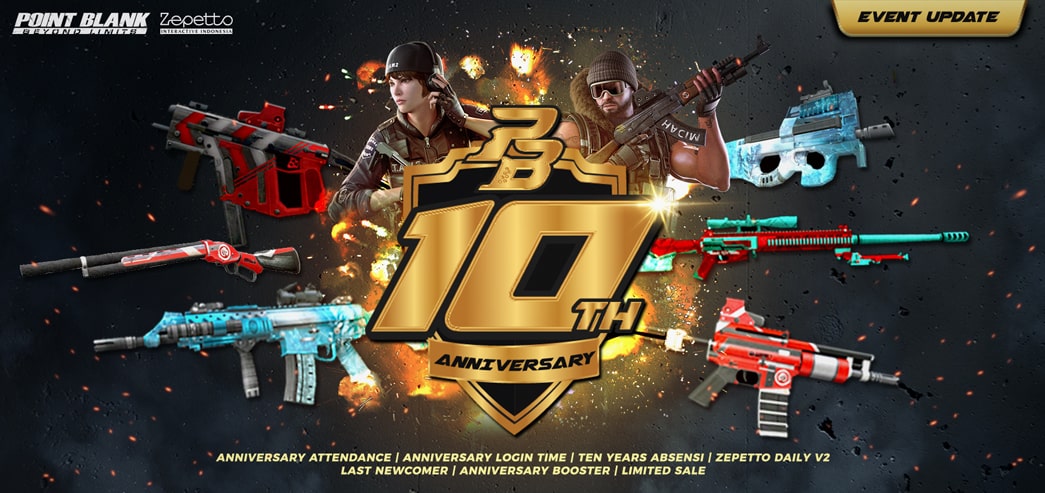 POINT BLANK
BEYOND LIMITS
Zepetto
INTERACTIVE INDONESIA
EVENT UPDATE
PB
10TH
ANNIVERSARY
ANNIVERSARY ATTENDANCE | ANNIVERSARY LOGIN TIME | TEN YEARS ABSENSI | ZEPETTO DAILY V2
LAST NEWCOMER | ANNIVERSARY BOOSTER | LIMITED SALE